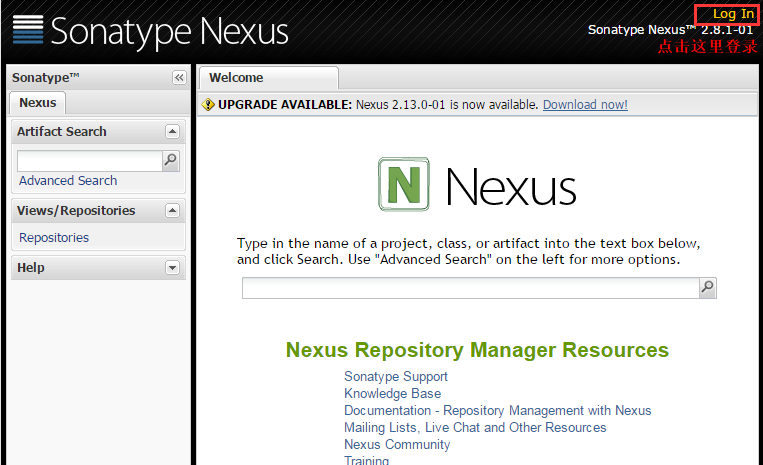 Sonatype Nexus
Log In
Sonatype Nexus™ 2.8.1-01
点击这里登录
Sonatype™
Nexus
Artifact Search
Advanced Search
Views/Repositories
Repositories
Help
Welcome
UPGRADE AVAILABLE: Nexus 2.13.0-01 is now available. Download now!
N Nexus
Type in the name of a project, class, or artifact into the text box below,
and click Search. Use "Advanced Search" on the left for more options.
Nexus Repository Manager Resources
Sonatype Support
Knowledge Base
Documentation - Repository Management with Nexus
Mailing Lists, Live Chat and Other Resources
Nexus Community
Training